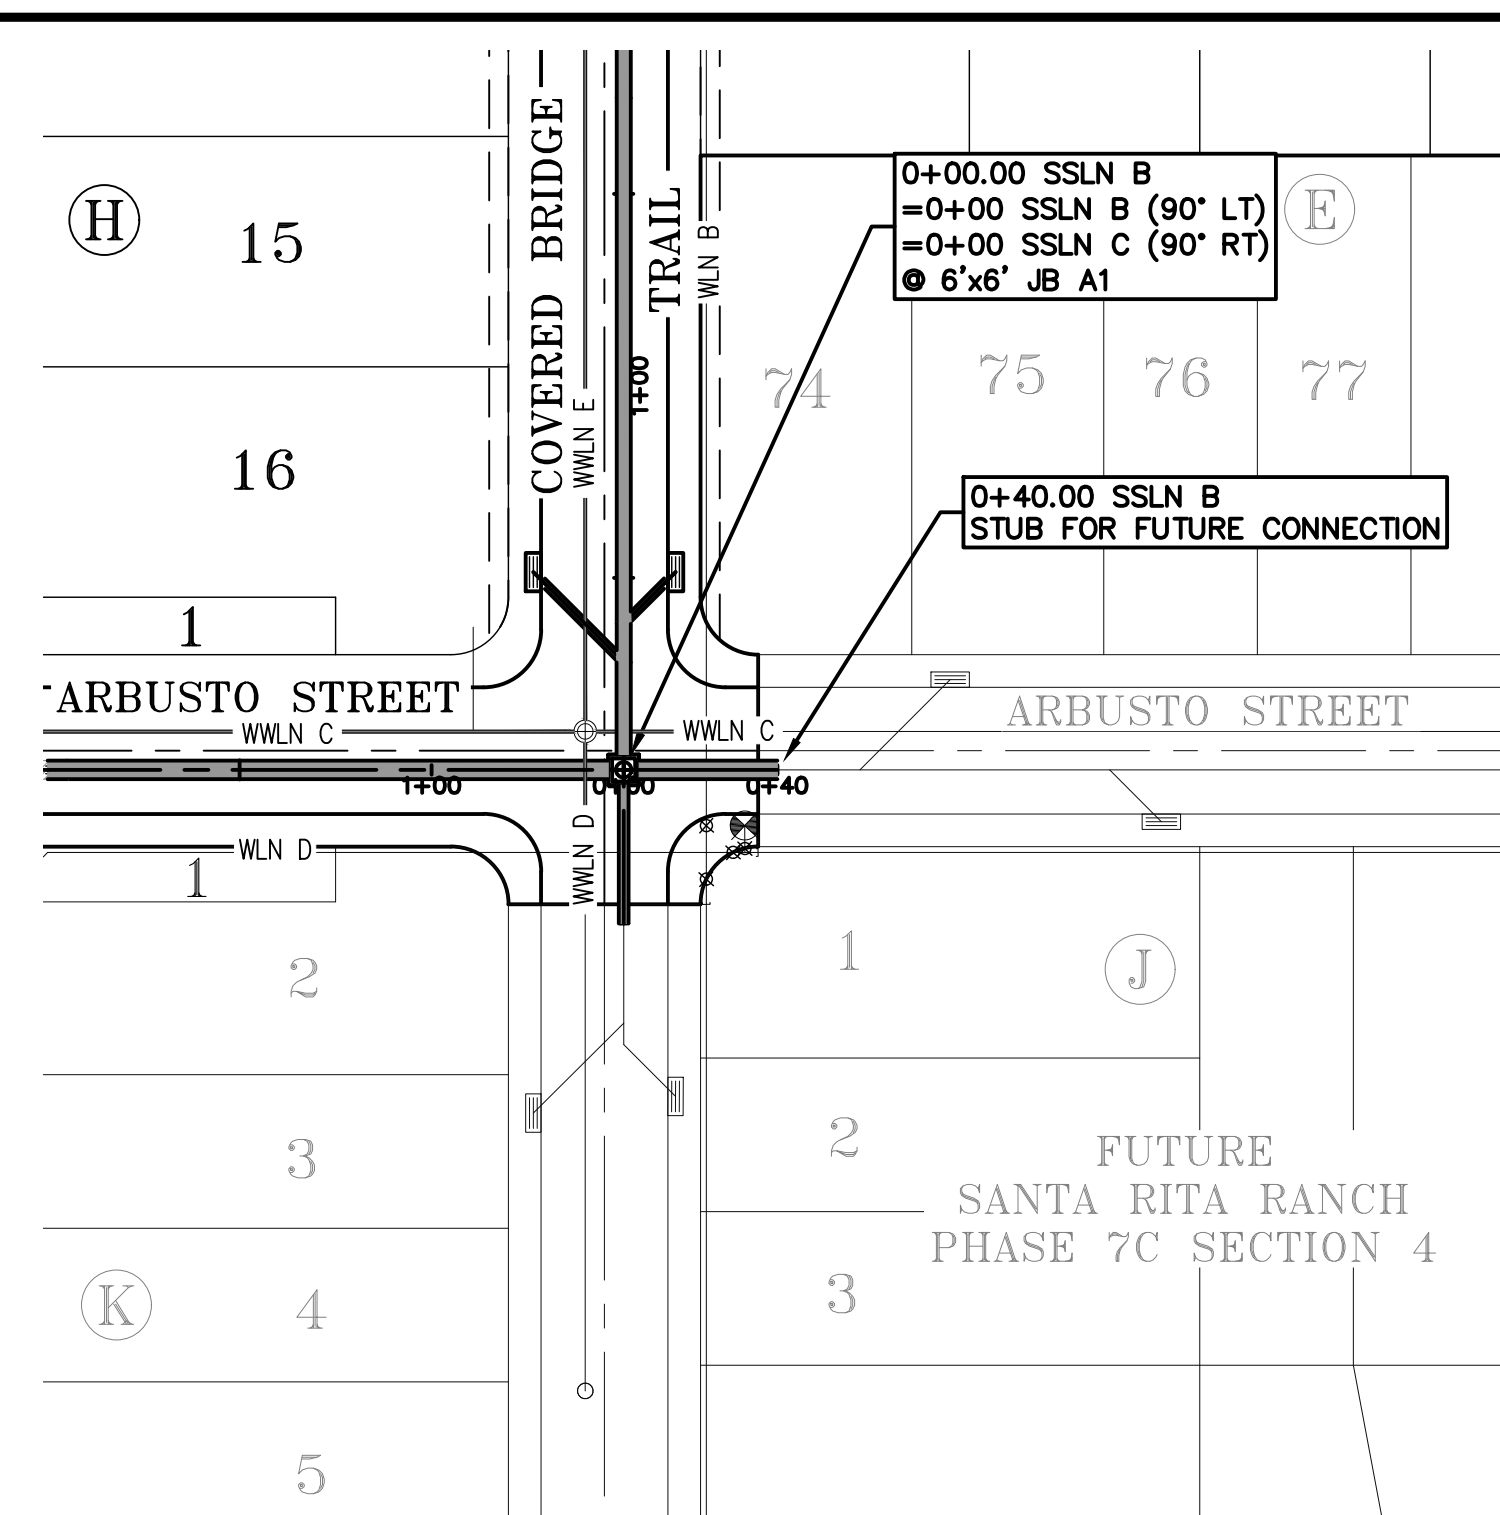 H
15
16
1
COVERED BRIDGE
TRAIL
WWLN E
WLN B
1+00
0+00.00 SSLN B
=0+00 SSLN B (90° LT)
=0+00 SSLN C (90° RT)
@ 6'x6' JB A1
E
74
75
76
77
0+40.00 SSLN B
STUB FOR FUTURE CONNECTION
ARBUSTO STREET
ARBUSTO STREET
WWLN C
WWLN C
1+00
0+00
0+40
WLN D
WWLN D
1
2
3
K
4
5
1
J
2
3
FUTURE
SANTA RITA RANCH
PHASE 7C SECTION 4